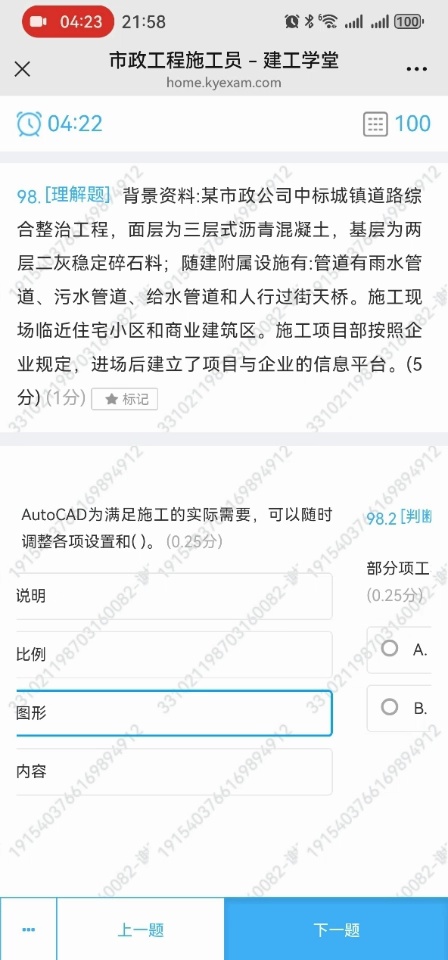 04:23 21:58 6 100
市政工程施工员 - 建工学堂
home.kyexam.com
04:22 100
98.[理解题] 背景资料:某市政公司中标城镇道路综
合整治工程，面层为三层式沥青混凝土，基层为两
层二灰稳定碎石料；随建附属设施有:管道有雨水管
道、污水管道、给水管道和人行过街天桥。施工现
场临近住宅小区和商业建筑区。施工项目部按照企
业规定，进场后建立了项目与企业的信息平台。(5
分)(1分) ★ 标记
AutoCAD为满足施工的实际需要，可以随时
调整各项设置和( )。 (0.25分)
说明
比例
图形
内容
98.2 [判断
部分项工
(0.25分)
A.
B.
... 上一题 下一题